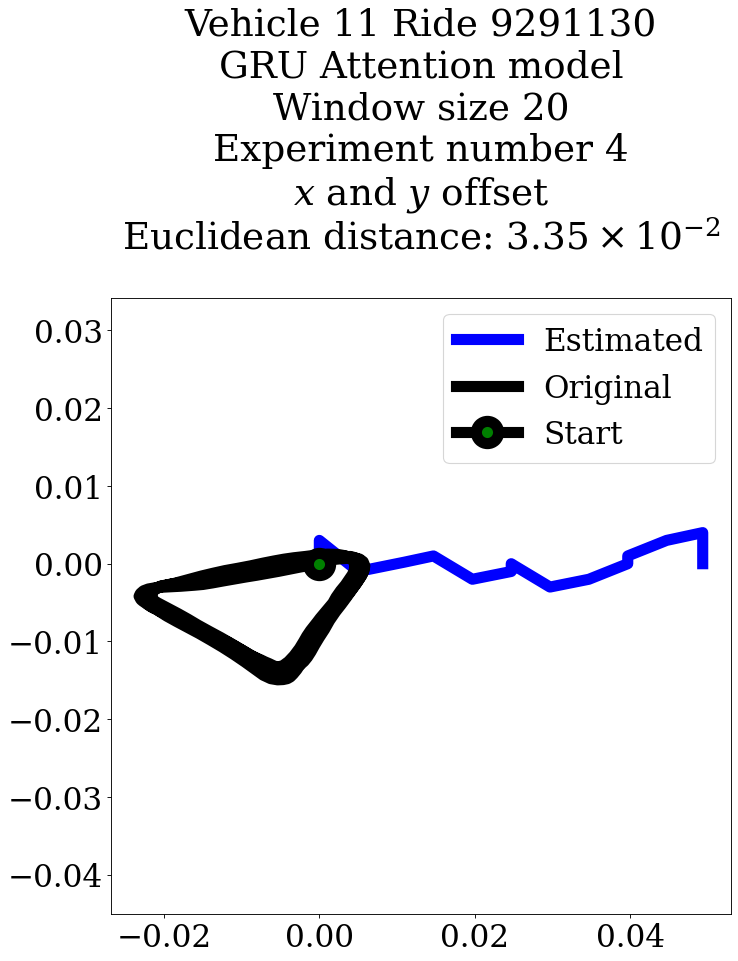 Vehicle 11 Ride 9291130
GRU Attention model
Window size 20
Experiment number 4
x and y offset
Euclidean distance: 3.35 × 10⁻²
Estimated
Original
Start
0.03
0.02
0.01
0.00
−0.01
−0.02
−0.03
−0.04
−0.02 0.00 0.02 0.04